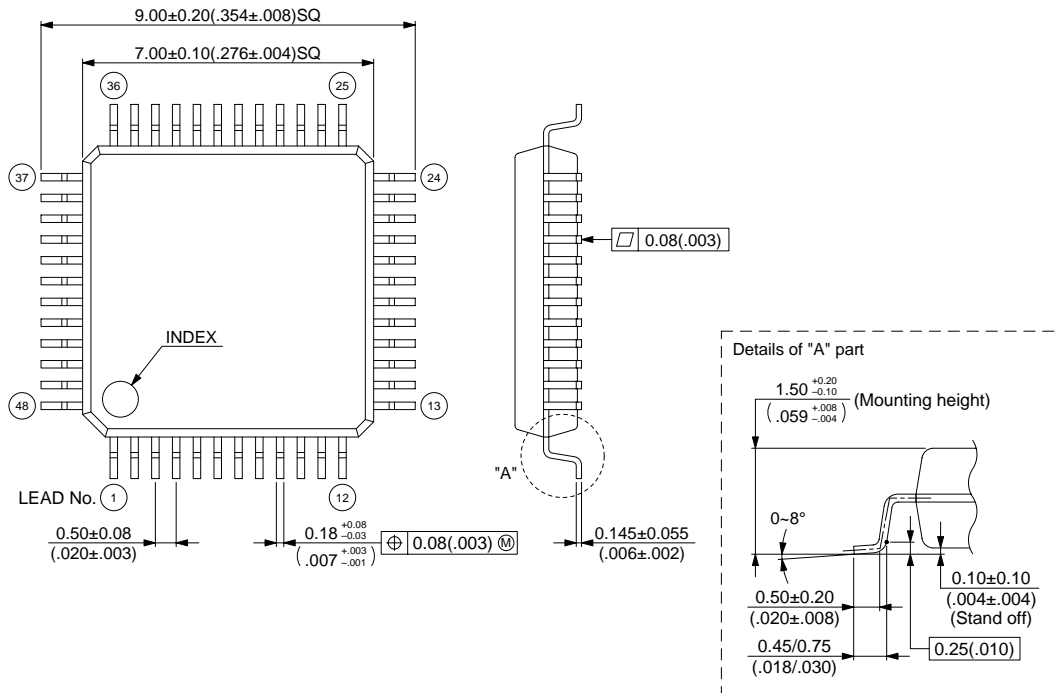 9.00±0.20(.354±.008)SQ
7.00±0.10(.276±.004)SQ
36
25
37
24
0.08(.003)
INDEX
Details of "A" part
1.50 +0.20 –0.10
(.059 +.008 –.004)
(Mounting height)
48
13
"A"
LEAD No. 1
12
0~8°
0.50±0.08
(.020±.003)
0.18 +0.08 –0.03
(.007 +.003 –.001)
0.08(.003) Ⓜ
0.145±0.055
(.006±.002)
0.50±0.20
(.020±.008)
0.10±0.10
(.004±.004)
(Stand off)
0.45/0.75
(.018/.030)
0.25(.010)